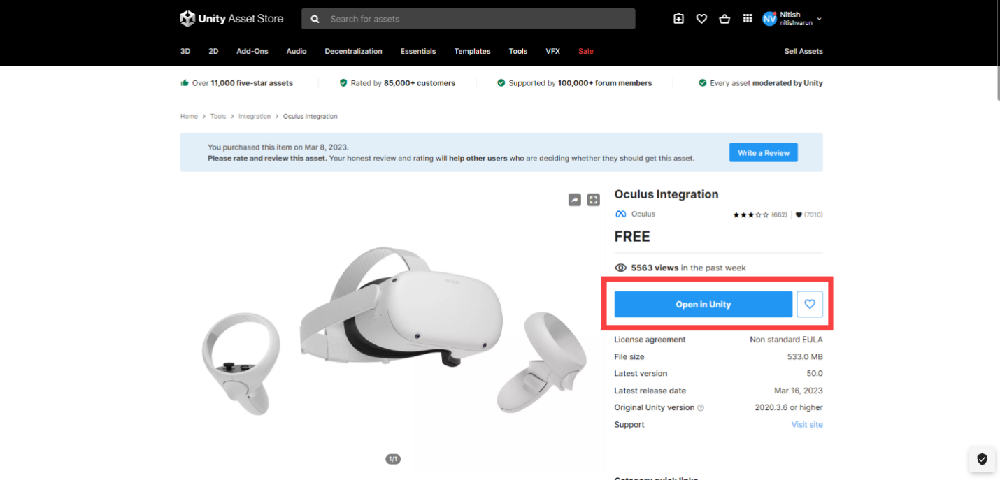 Unity Asset Store
Search for assets
NV
Nitish
nitishvarun
3D 2D Add-Ons Audio Decentralization Essentials Templates Tools VFX Sale Sell Assets
Over 11,000 five-star assets Rated by 85,000+ customers Supported by 100,000+ forum members Every asset moderated by Unity
Home > Tools > Integration > Oculus Integration
You purchased this item on Mar 8, 2023.
Please rate and review this asset. Your honest review and rating will help other users who are deciding whether they should get this asset.
Write a Review
Oculus Integration
Oculus ★★★☆☆ (662) (7010)
FREE
5563 views in the past week
Open in Unity
License agreement Non standard EULA
File size 533.0 MB
Latest version 50.0
Latest release date Mar 16, 2023
Original Unity version 2020.3.6 or higher
Support Visit site
1/1
Category quick links